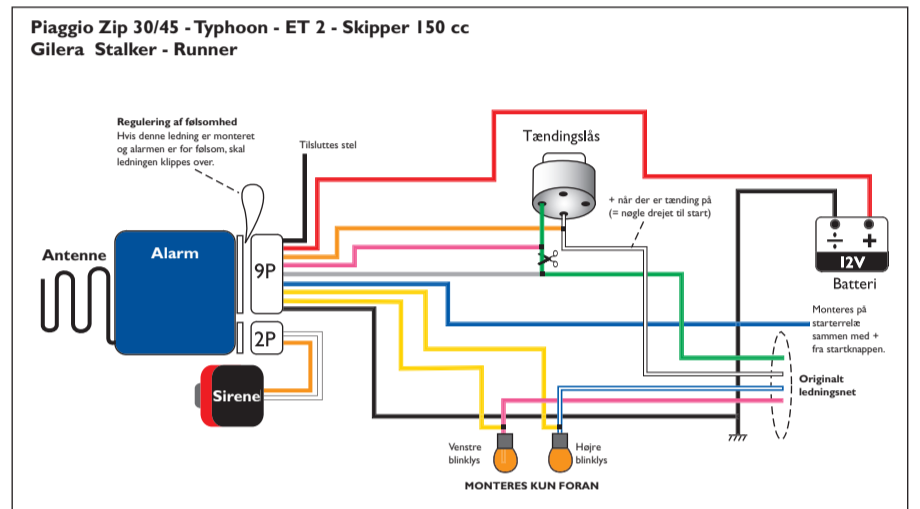 Piaggio Zip 30/45 - Typhoon - ET 2 - Skipper 150 cc
Gilera Stalker - Runner
Regulering af følsomhed
Hvis denne ledning er monteret
og alarmen er for følsom, skal
ledningen klippes over.
Tilsluttes stel
Tændingslås
+ når der er tænding på
(= nøgle drejet til start)
Antenne
Alarm
9P
2P
Sirene
÷ +
12V
Batteri
Monteres på
starterrelæ
sammen med +
fra startknappen.
Originalt
ledningsnet
Venstre
blinklys
Højre
blinklys
MONTERES KUN FORAN